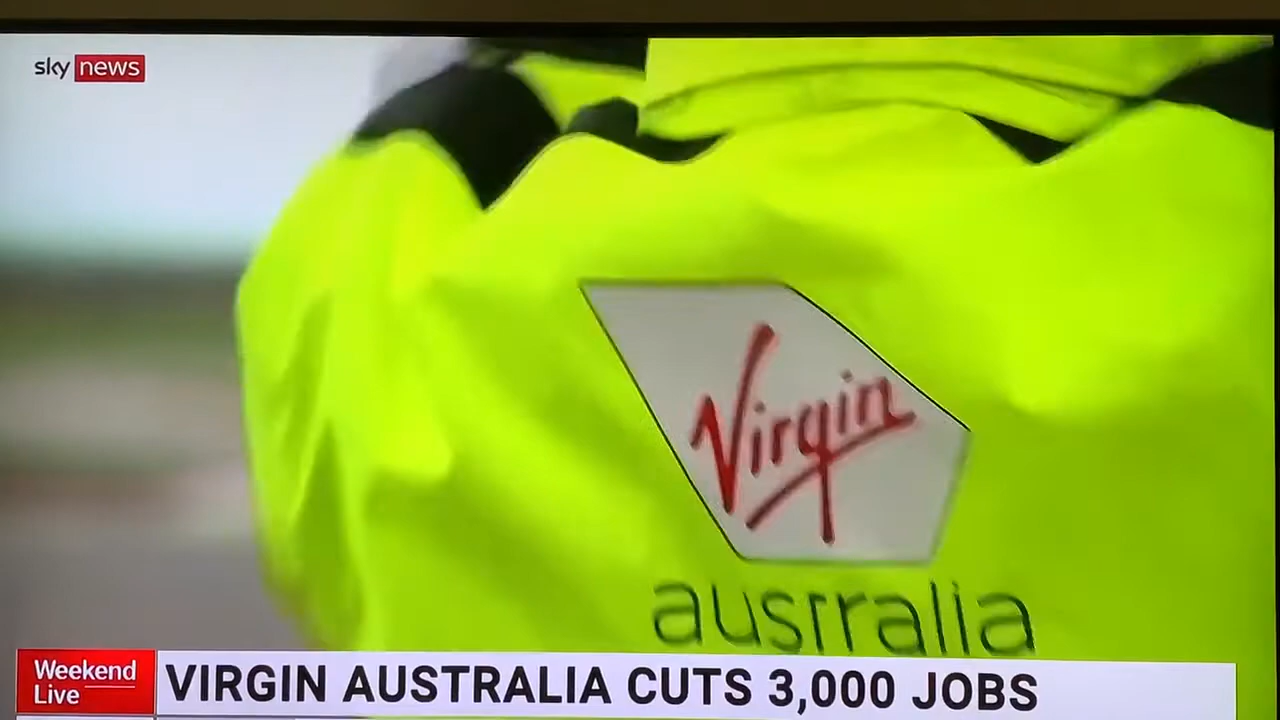 sky news
Virgin
australia
Weekend
Live
VIRGIN AUSTRALIA CUTS 3,000 JOBS